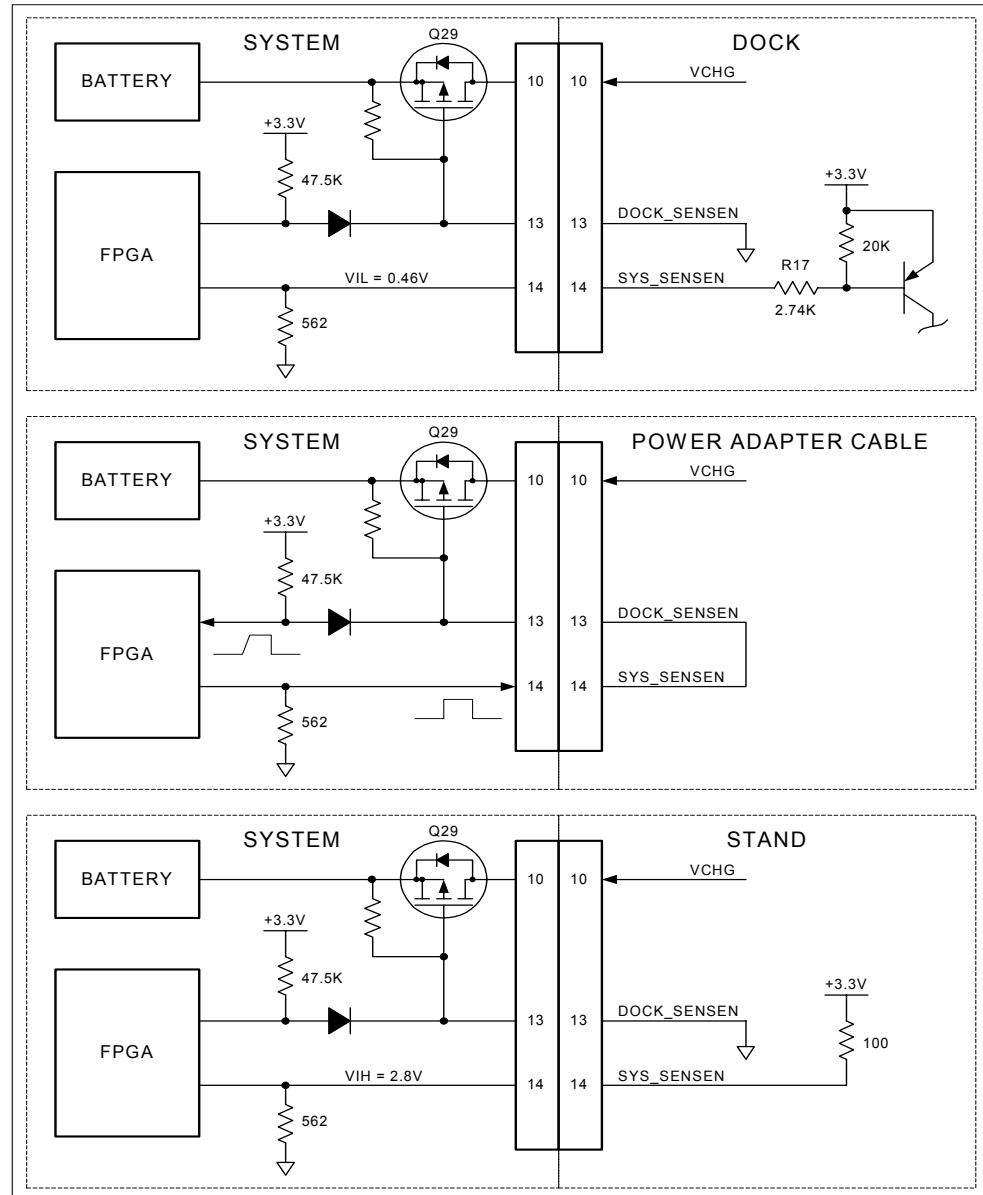 SYSTEM
Q29
DOCK
BATTERY
10
10
VCHG
+3.3V
47.5K
+3.3V
FPGA
13
13
DOCK_SENSEN
20K
VIL = 0.46V
14
14
SYS_SENSEN
R17
2.74K
562
SYSTEM
Q29
POWER ADAPTER CABLE
BATTERY
10
10
VCHG
+3.3V
47.5K
FPGA
13
13
DOCK_SENSEN
14
14
SYS_SENSEN
562
SYSTEM
Q29
STAND
BATTERY
10
10
VCHG
+3.3V
47.5K
+3.3V
FPGA
13
13
DOCK_SENSEN
100
VIH = 2.8V
14
14
SYS_SENSEN
562